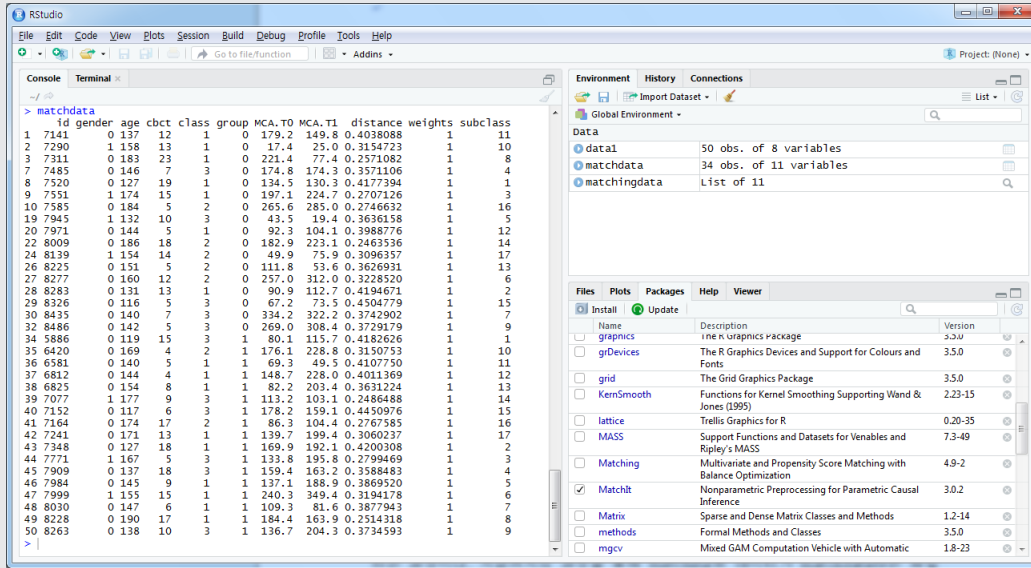 RStudio
File Edit Code View Plots Session Build Debug Profile Tools Help
Go to file/function Addins Project: (None)
Console Terminal
~/
> matchdata
id gender age cbct class group MCA.T0 MCA.T1 distance weights subclass
1 7141 0 137 12 1 0 179.2 149.8 0.4038088 1 11
2 7290 1 158 13 1 0 17.4 25.0 0.3154723 1 10
3 7311 0 183 23 1 0 221.4 77.4 0.2571082 1 8
7 7485 0 146 7 3 0 174.8 174.3 0.3571106 1 4
8 7520 0 127 19 1 0 134.5 130.3 0.4177394 1 1
9 7551 1 174 15 1 0 197.1 224.7 0.2707126 1 3
10 7585 0 184 5 2 0 265.6 285.0 0.2746632 1 16
19 7945 1 132 10 3 0 43.5 19.4 0.3636158 1 5
20 7971 0 144 5 1 0 92.3 104.1 0.3988776 1 12
22 8009 0 186 18 2 0 182.9 223.1 0.2463536 1 14
24 8139 1 154 14 2 0 49.9 75.9 0.3096357 1 17
26 8225 0 151 5 2 0 111.8 53.6 0.3626931 1 13
27 8277 0 160 12 2 0 257.0 312.0 0.3228520 1 6
28 8283 0 131 13 1 0 90.9 112.7 0.4194671 1 2
29 8326 0 116 5 3 0 67.2 73.5 0.4504779 1 15
30 8435 0 140 7 3 0 334.2 322.2 0.3742902 1 7
32 8486 0 142 5 3 0 269.0 308.4 0.3729179 1 9
34 5886 0 119 15 3 1 80.1 115.7 0.4182626 1 1
35 6420 0 169 4 2 1 176.1 228.8 0.3150753 1 10
36 6581 0 140 5 1 1 69.3 49.5 0.4107750 1 11
37 6812 0 144 4 1 1 148.7 228.0 0.4011369 1 12
38 6825 0 154 8 1 1 82.2 203.4 0.3631224 1 13
39 7077 1 177 9 3 1 113.2 103.1 0.2486488 1 14
40 7152 0 117 6 3 1 178.2 159.1 0.4450976 1 15
41 7164 0 174 17 2 1 86.3 104.4 0.2767585 1 16
42 7241 0 171 13 1 1 139.7 199.4 0.3060237 1 17
43 7348 0 127 18 1 1 169.9 192.1 0.4200308 1 2
44 7771 1 167 5 3 1 133.8 195.8 0.2799469 1 3
45 7909 0 137 18 3 1 159.4 163.2 0.3588483 1 4
46 7984 0 145 9 1 1 137.1 188.9 0.3869520 1 5
47 7999 1 155 15 1 1 240.3 349.4 0.3194178 1 6
48 8030 0 147 6 1 1 109.3 81.6 0.3877943 1 7
49 8228 0 190 17 1 1 184.4 163.9 0.2514318 1 8
50 8263 0 138 10 3 1 136.7 204.3 0.3734593 1 9
>
Environment History Connections
Import Dataset List
Global Environment
Data
data1 50 obs. of 8 variables
matchdata 34 obs. of 11 variables
matchingdata List of 11
Files Plots Packages Help Viewer
Install Update
Name Description Version
graphics The R Graphics Package 3.5.0
grDevices The R Graphics Devices and Support for Colours and Fonts 3.5.0
grid The Grid Graphics Package 3.5.0
KernSmooth Functions for Kernel Smoothing Supporting Wand & Jones (1995) 2.23-15
lattice Trellis Graphics for R 0.20-35
MASS Support Functions and Datasets for Venables and Ripley's MASS 7.3-49
Matching Multivariate and Propensity Score Matching with Balance Optimization 4.9-2
MatchIt Nonparametric Preprocessing for Parametric Causal Inference 3.0.2
Matrix Sparse and Dense Matrix Classes and Methods 1.2-14
methods Formal Methods and Classes 3.5.0
mgcv Mixed GAM Computation Vehicle with Automatic 1.8-23